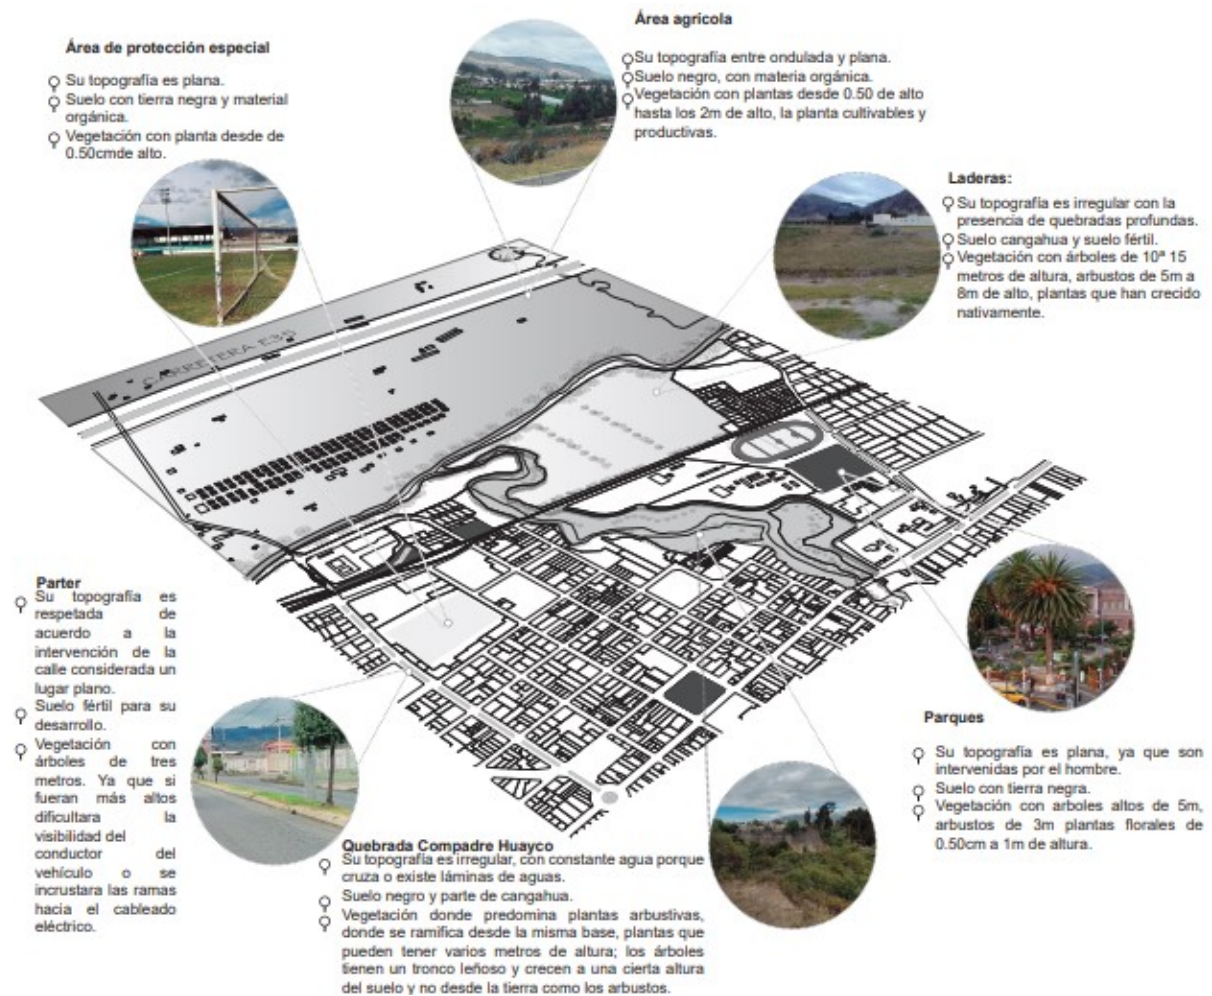 Área de protección especial
Su topografía es plana.
Suelo con tierra negra y material
orgánica.
Vegetación con planta desde de
0.50cmde alto.
Área agricola
Su topografía entre ondulada y plana.
Suelo negro, con materia orgánica.
Vegetación con plantas desde 0.50 de alto
hasta los 2m de alto, la planta cultivables y
productivas.
Laderas:
Su topografía es irregular con la
presencia de quebradas profundas.
Suelo cangahua y suelo fértil.
Vegetación con árboles de 10ª 15
metros de altura, arbustos de 5m a
8m de alto, plantas que han crecido
nativamente.
CARRETERA E35
Parter
Su topografía es
respetada de
acuerdo a la
intervención de la
calle considerada un
lugar plano.
Suelo fértil para su
desarrollo.
Vegetación con
árboles de tres
metros. Ya que si
fueran más altos
dificultara la
visibilidad del
conductor del
vehículo o se
incrustara las ramas
hacia el cableado
eléctrico.
Quebrada Compadre Huayco
Su topografía es irregular, con constante agua porque
cruza o existe láminas de aguas.
Suelo negro y parte de cangahua.
Vegetación donde predomina plantas arbustivas,
donde se ramifica desde la misma base, plantas que
pueden tener varios metros de altura; los árboles
tienen un tronco leñoso y crecen a una cierta altura
del suelo y no desde la tierra como los arbustos.
Parques
Su topografía es plana, ya que son
intervenidas por el hombre.
Suelo con tierra negra.
Vegetación con arboles altos de 5m,
arbustos de 3m plantas florales de
0.50cm a 1m de altura.